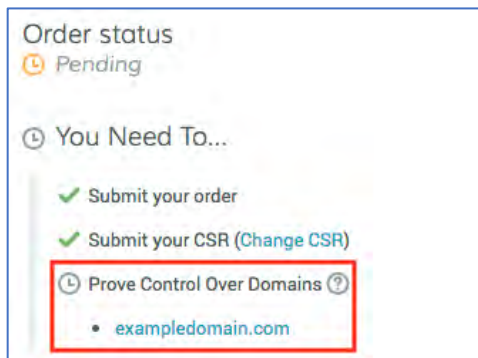 Order status
Pending
You Need To...
Submit your order
Submit your CSR (Change CSR)
Prove Control Over Domains ?
• exampledomain.com